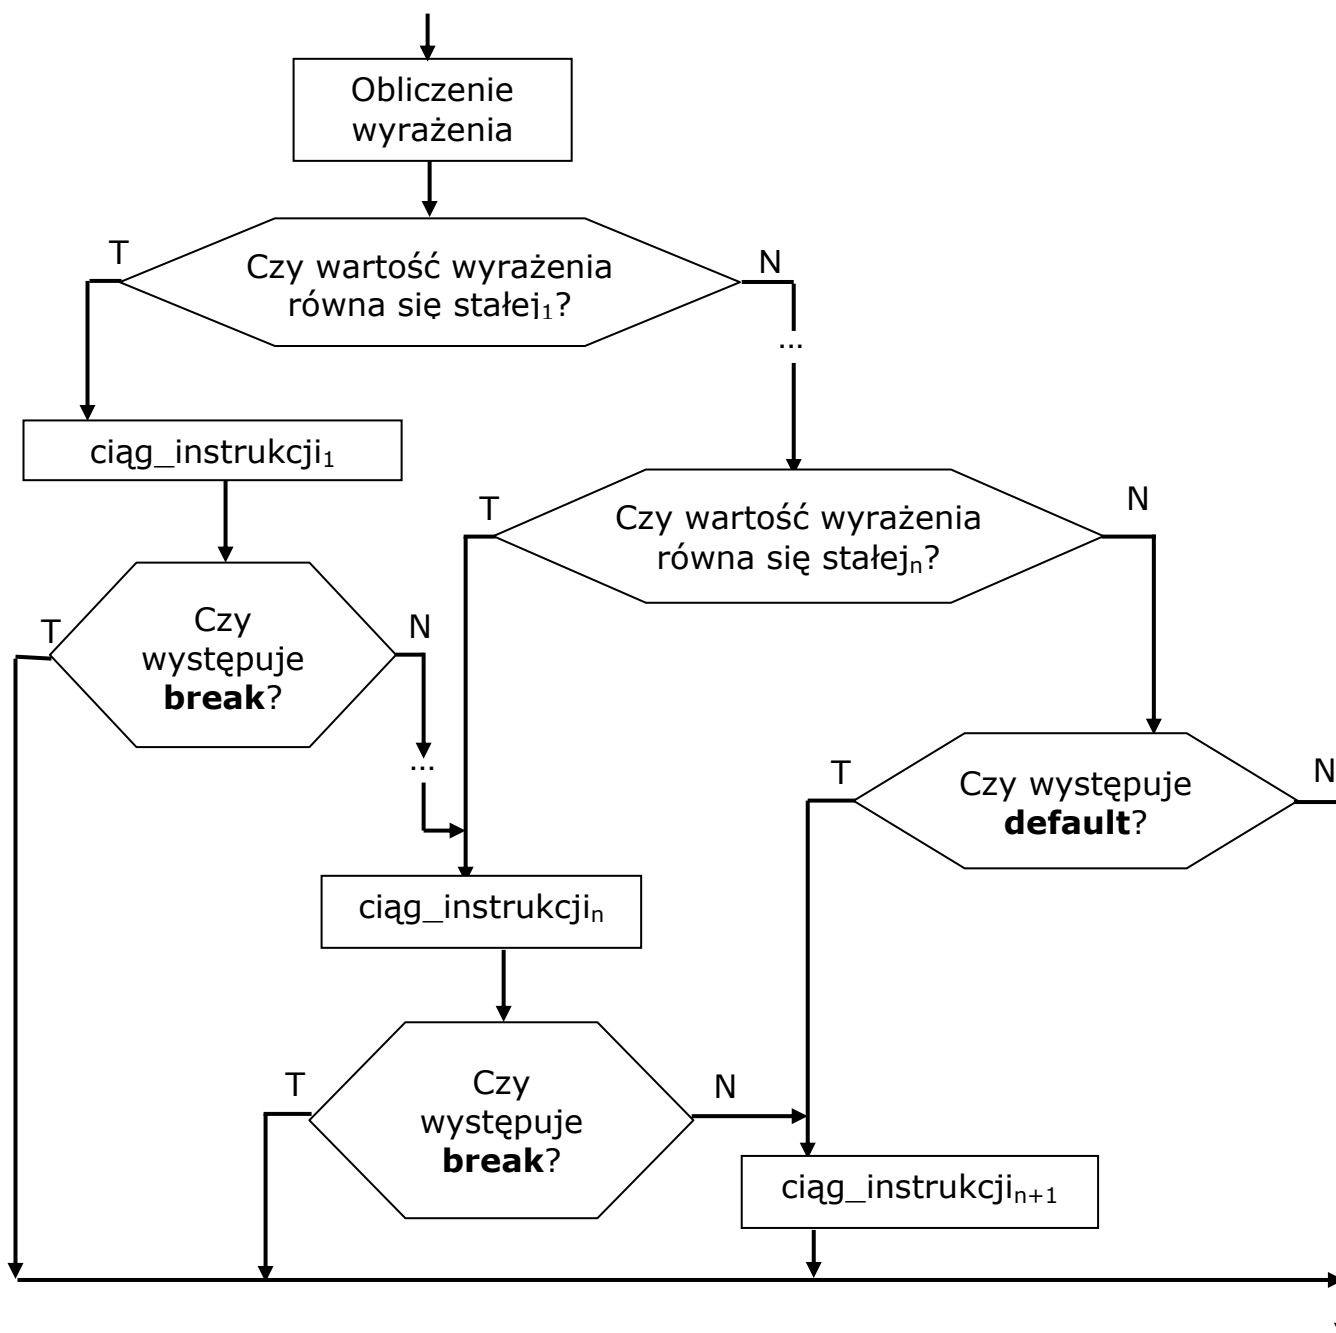 Obliczenie
wyrażenia
T
Czy wartość wyrażenia
równa się stałej₁?
N
...
ciąg_instrukcji₁
T
Czy wartość wyrażenia
równa się stałejₙ?
N
T
Czy
występuje
break?
N
...
T
Czy występuje
default?
N
ciąg_instrukcjiₙ
T
Czy
występuje
break?
N
ciąg_instrukcjiₙ₊₁